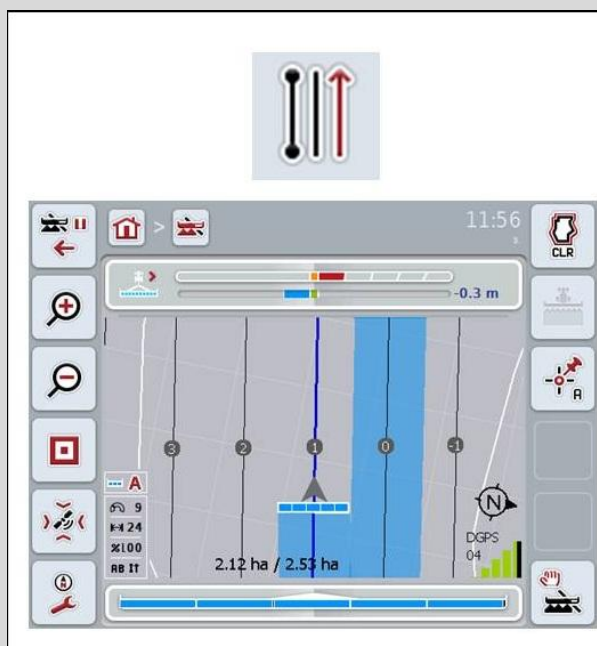 11:56
s.
CLR
-0.3 m
A
3
2
1
0
-1
A
9
24
%100
AB I↑
N
DGPS
04
2.12 ha / 2.53 ha
N